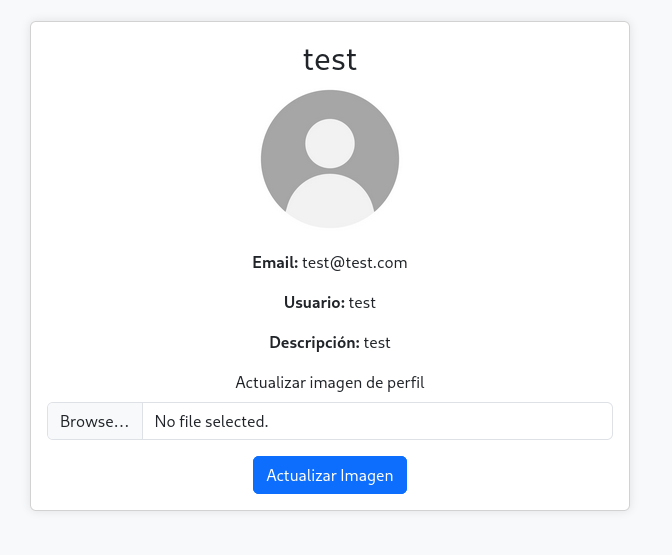 test
Email: test@test.com
Usuario: test
Descripción: test
Actualizar imagen de perfil
Browse... No file selected.
Actualizar Imagen